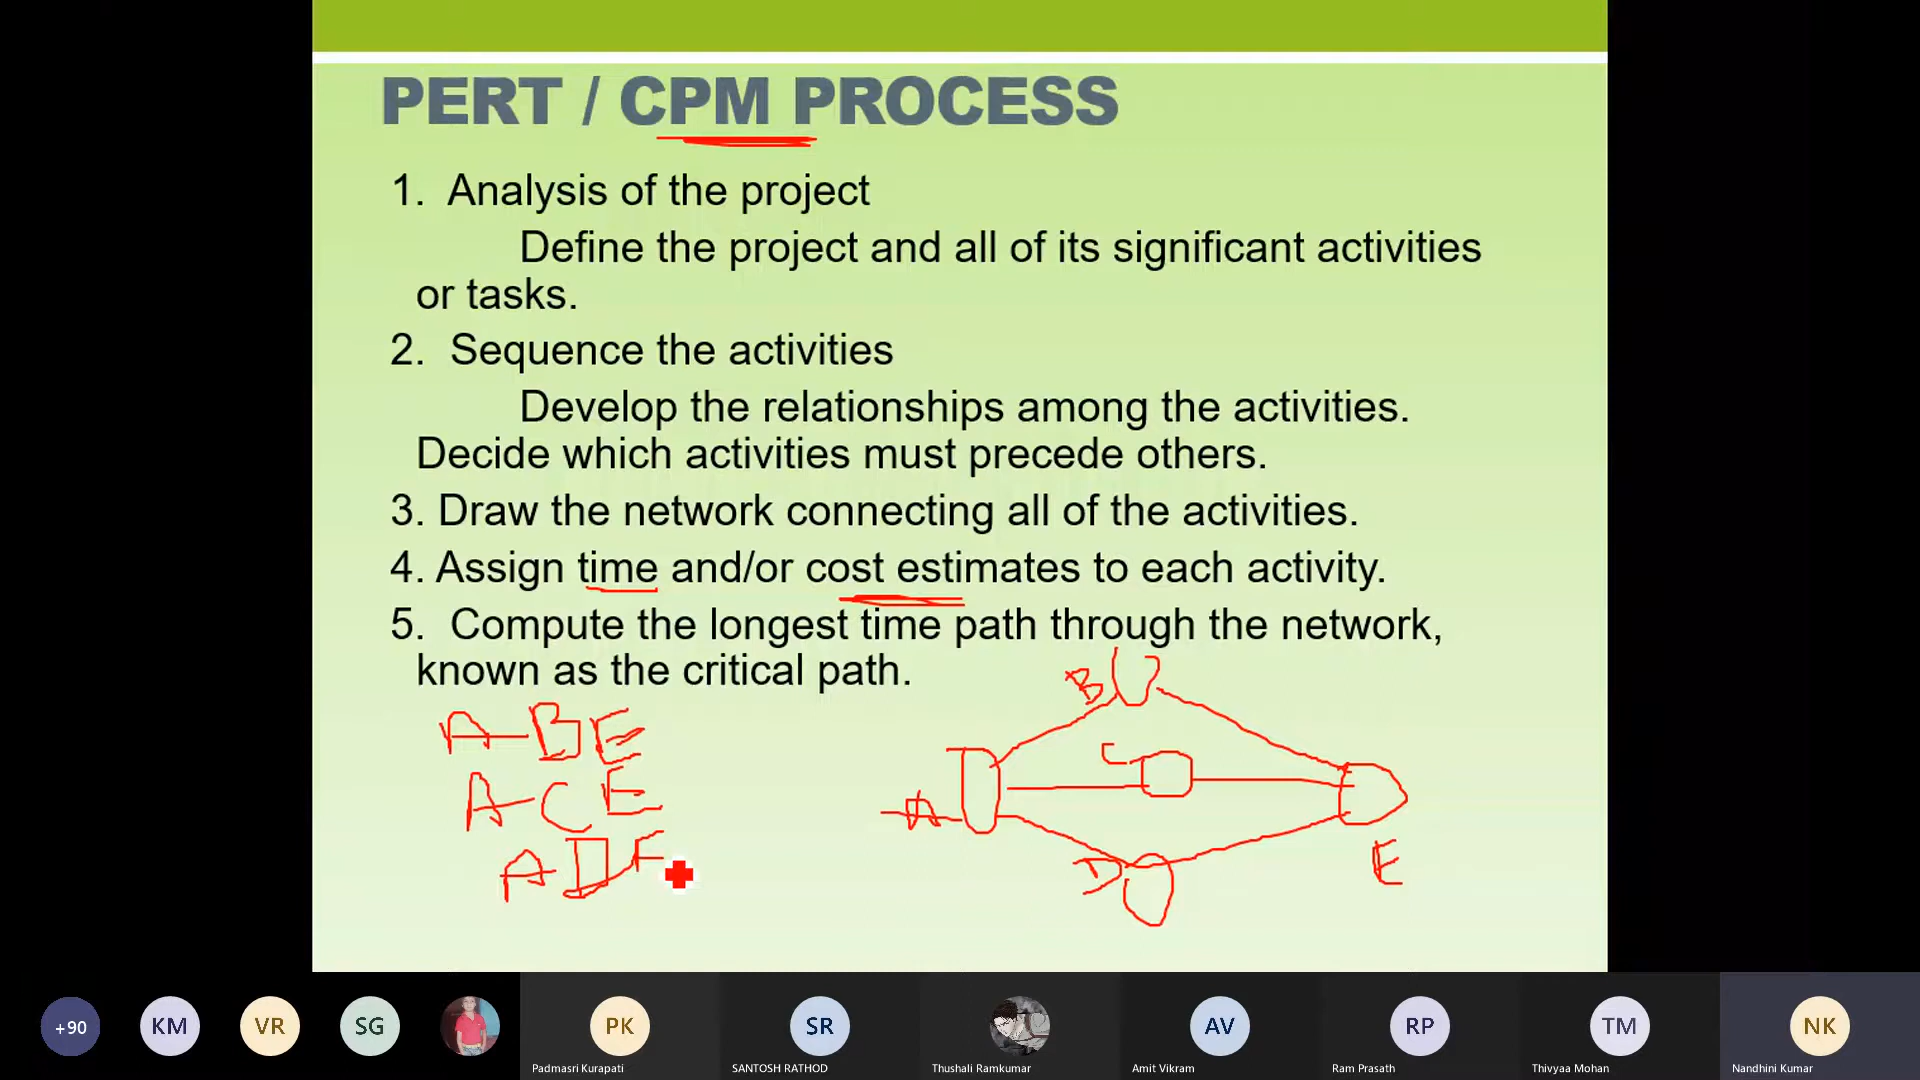 PERT / CPM PROCESS
1. Analysis of the project
Define the project and all of its significant activities
or tasks.
2. Sequence the activities
Develop the relationships among the activities.
Decide which activities must precede others.
3. Draw the network connecting all of the activities.
4. Assign time and/or cost estimates to each activity.
5. Compute the longest time path through the network,
known as the critical path.
A-BE
A-CE
ADE
B
C
A
D
E
+90
KM
VR
SG
PK
SR
AV
RP
TM
NK
Padmasri Kurapati
SANTOSH RATHOD
Thushali Ramkumar
Amit Vikram
Ram Prasath
Thivyaa Mohan
Nandhini Kumar